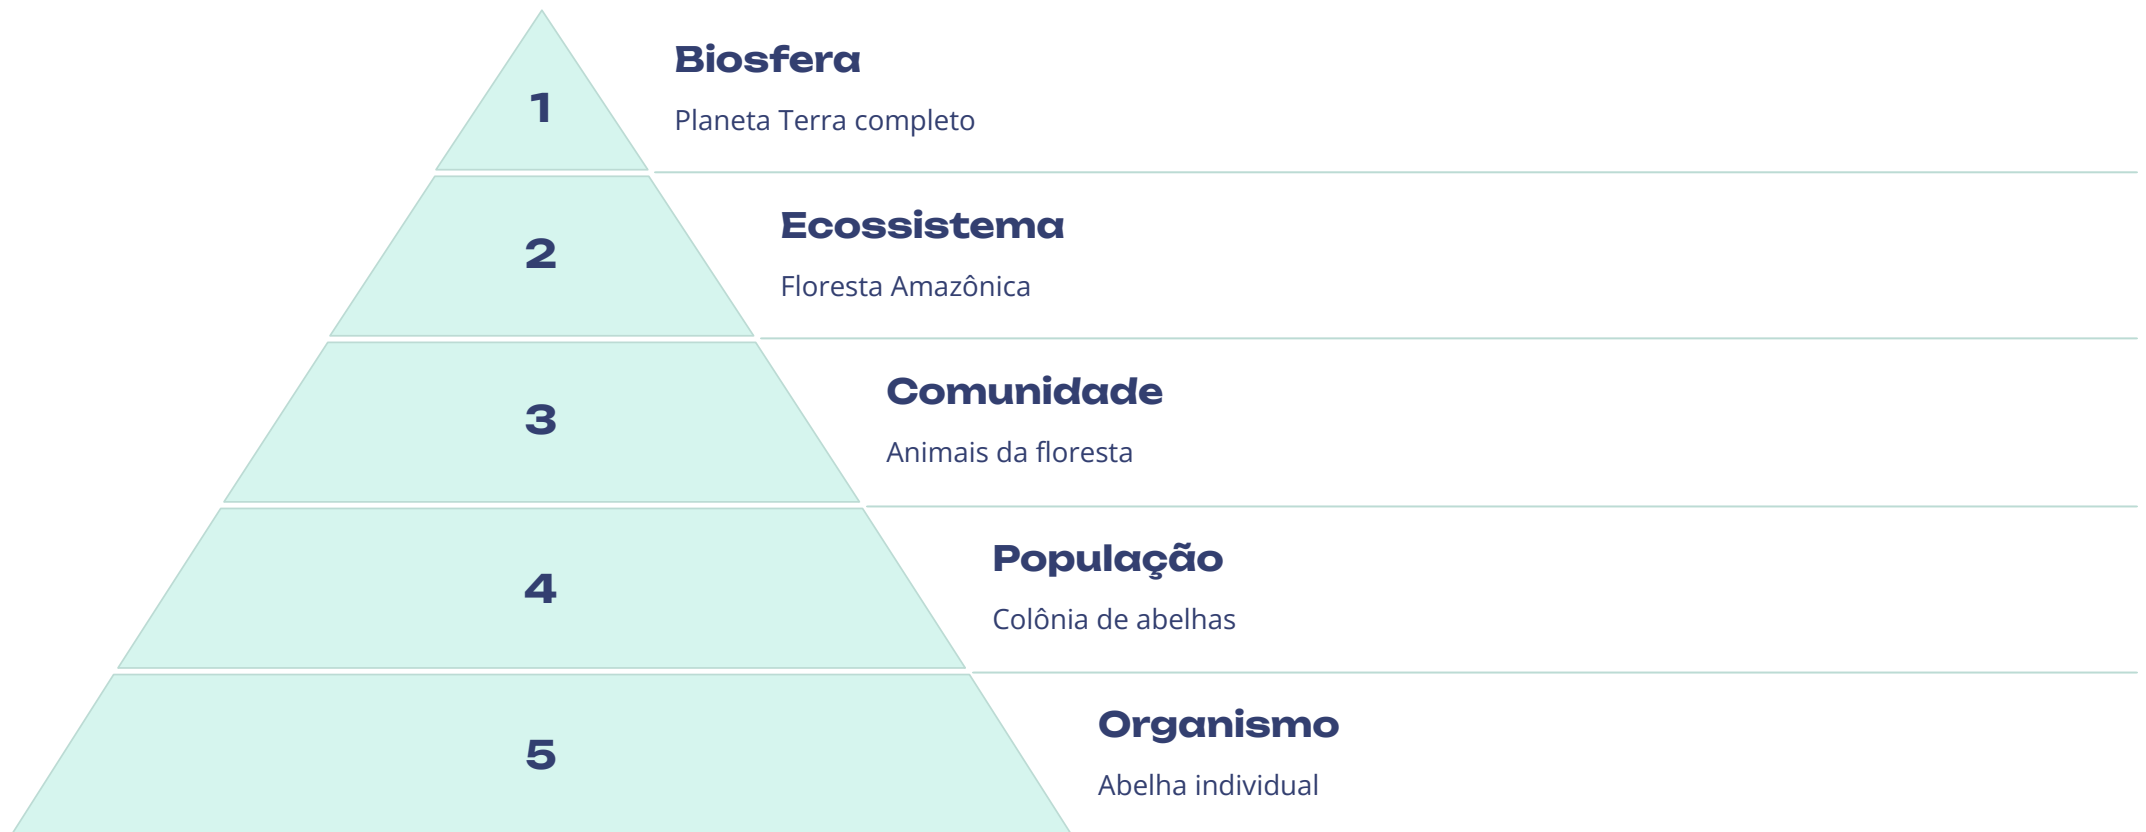 1
Biosfera
Planeta Terra completo
2
Ecossistema
Floresta Amazônica
3
Comunidade
Animais da floresta
4
População
Colônia de abelhas
5
Organismo
Abelha individual